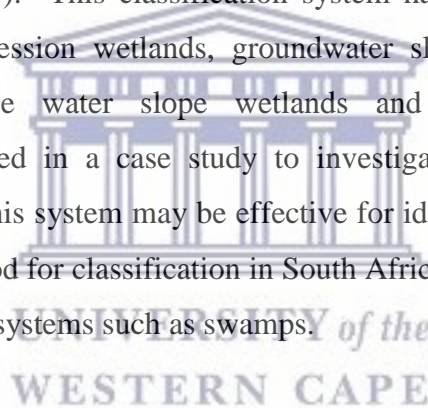 ). This classification system ha
ession wetlands, groundwater sl
e water slope wetlands and
ed in a case study to investiga
his system may be effective for id
od for classification in South Afric
systems such as swamps.
UNIVERSITY of the
WESTERN CAPE